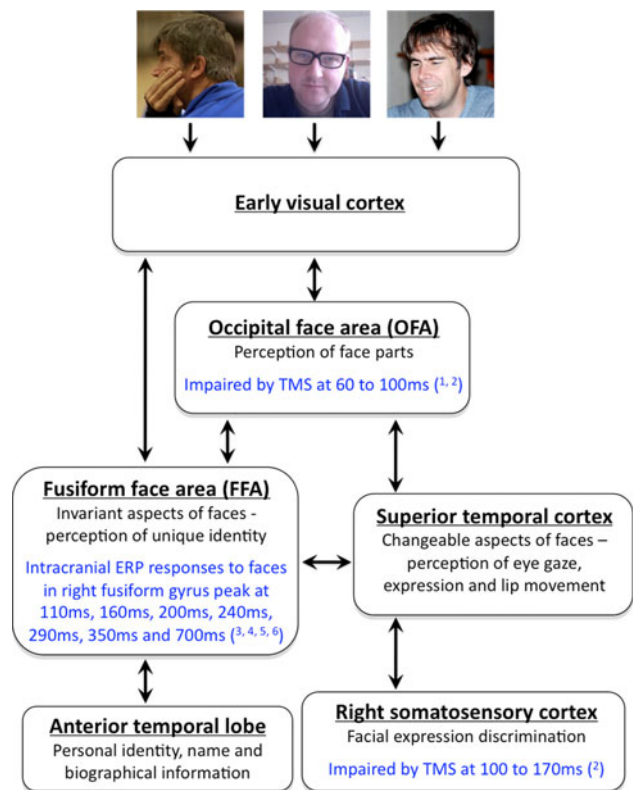 Early visual cortex
Occipital face area (OFA)
Perception of face parts
Impaired by TMS at 60 to 100ms (1, 2)
Fusiform face area (FFA)
Invariant aspects of faces -
perception of unique identity
Intracranial ERP responses to faces
in right fusiform gyrus peak at
110ms, 160ms, 200ms, 240ms,
290ms, 350ms and 700ms (3, 4, 5, 6)
Superior temporal cortex
Changeable aspects of faces –
perception of eye gaze,
expression and lip movement
Anterior temporal lobe
Personal identity, name and
biographical information
Right somatosensory cortex
Facial expression discrimination
Impaired by TMS at 100 to 170ms (2)